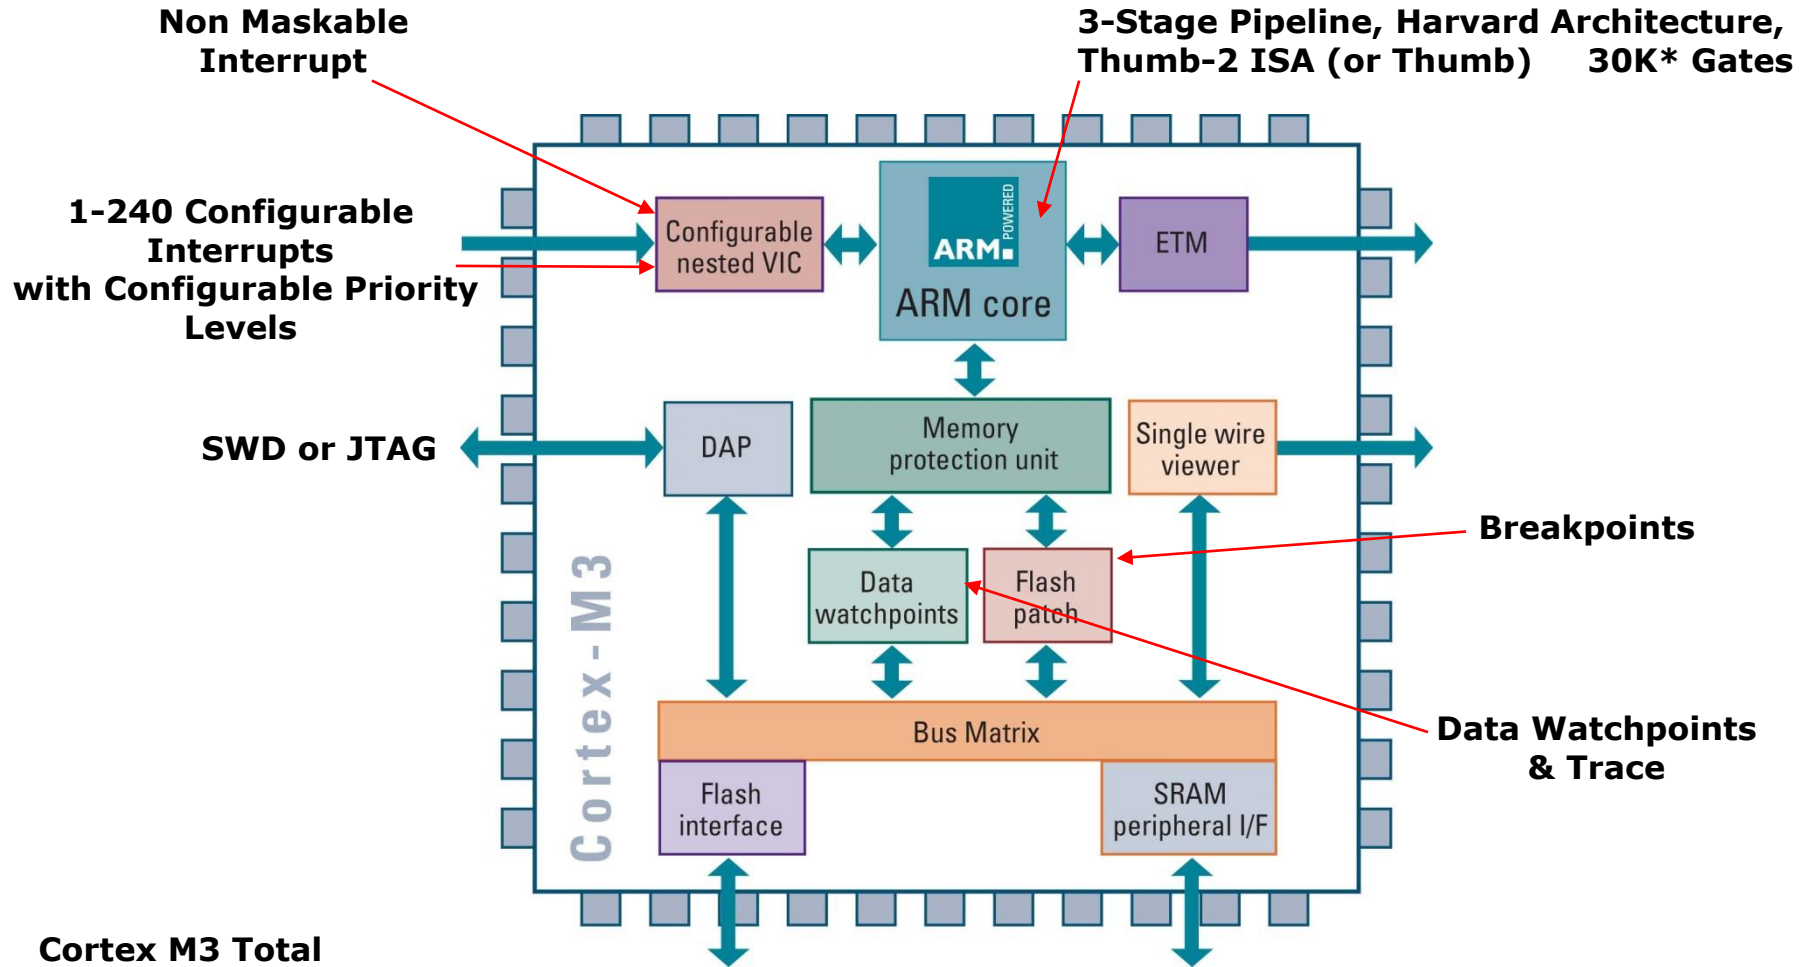 Non Maskable
Interrupt
3-Stage Pipeline, Harvard Architecture,
Thumb-2 ISA (or Thumb) 30K* Gates
1-240 Configurable
Interrupts
with Configurable Priority
Levels
Configurable
nested VIC
ARM
POWERED
ARM core
ETM
SWD or JTAG
DAP
Memory
protection unit
Single wire
viewer
Breakpoints
Data
watchpoints
Flash
patch
Cortex-M3
Bus Matrix
Data Watchpoints
& Trace
Flash
interface
SRAM
peripheral I/F
Cortex M3 Total